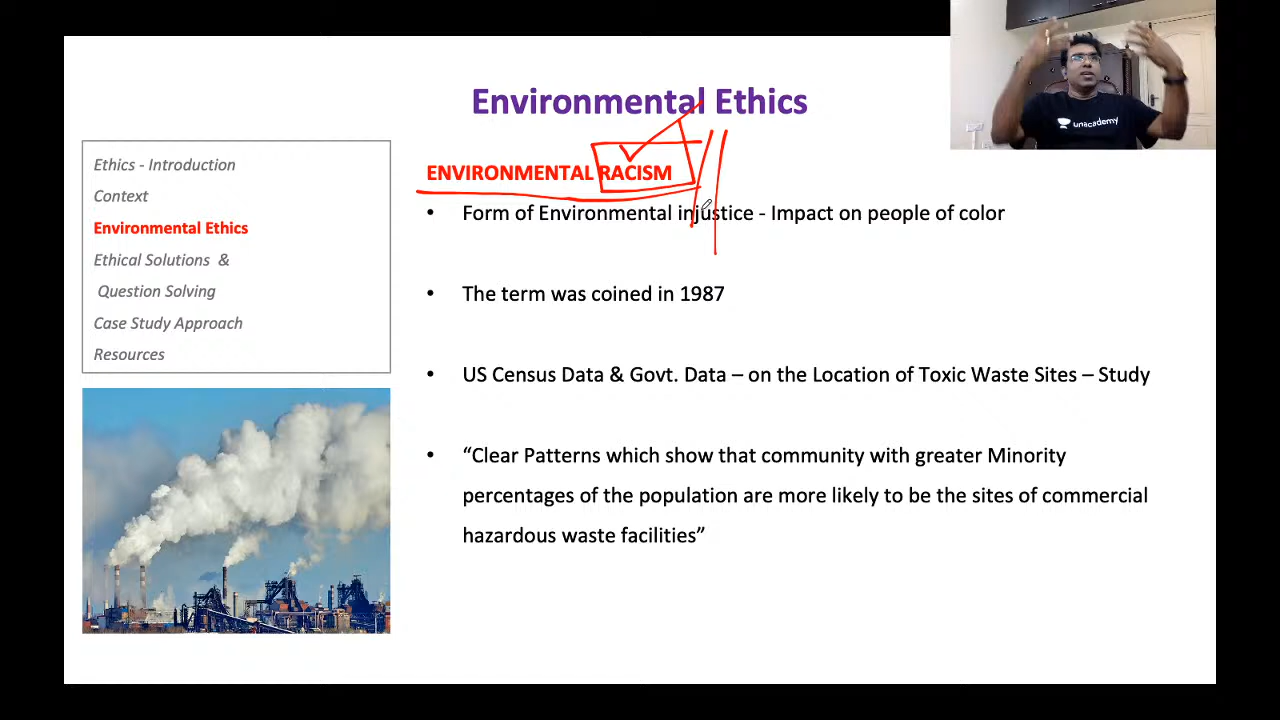 Environmental Ethics
unacademy
Ethics - Introduction
Context
Environmental Ethics
Ethical Solutions &
Question Solving
Case Study Approach
Resources
ENVIRONMENTAL RACISM
• Form of Environmental injustice - Impact on people of color
• The term was coined in 1987
• US Census Data & Govt. Data – on the Location of Toxic Waste Sites – Study
• “Clear Patterns which show that community with greater Minority
percentages of the population are more likely to be the sites of commercial
hazardous waste facilities”